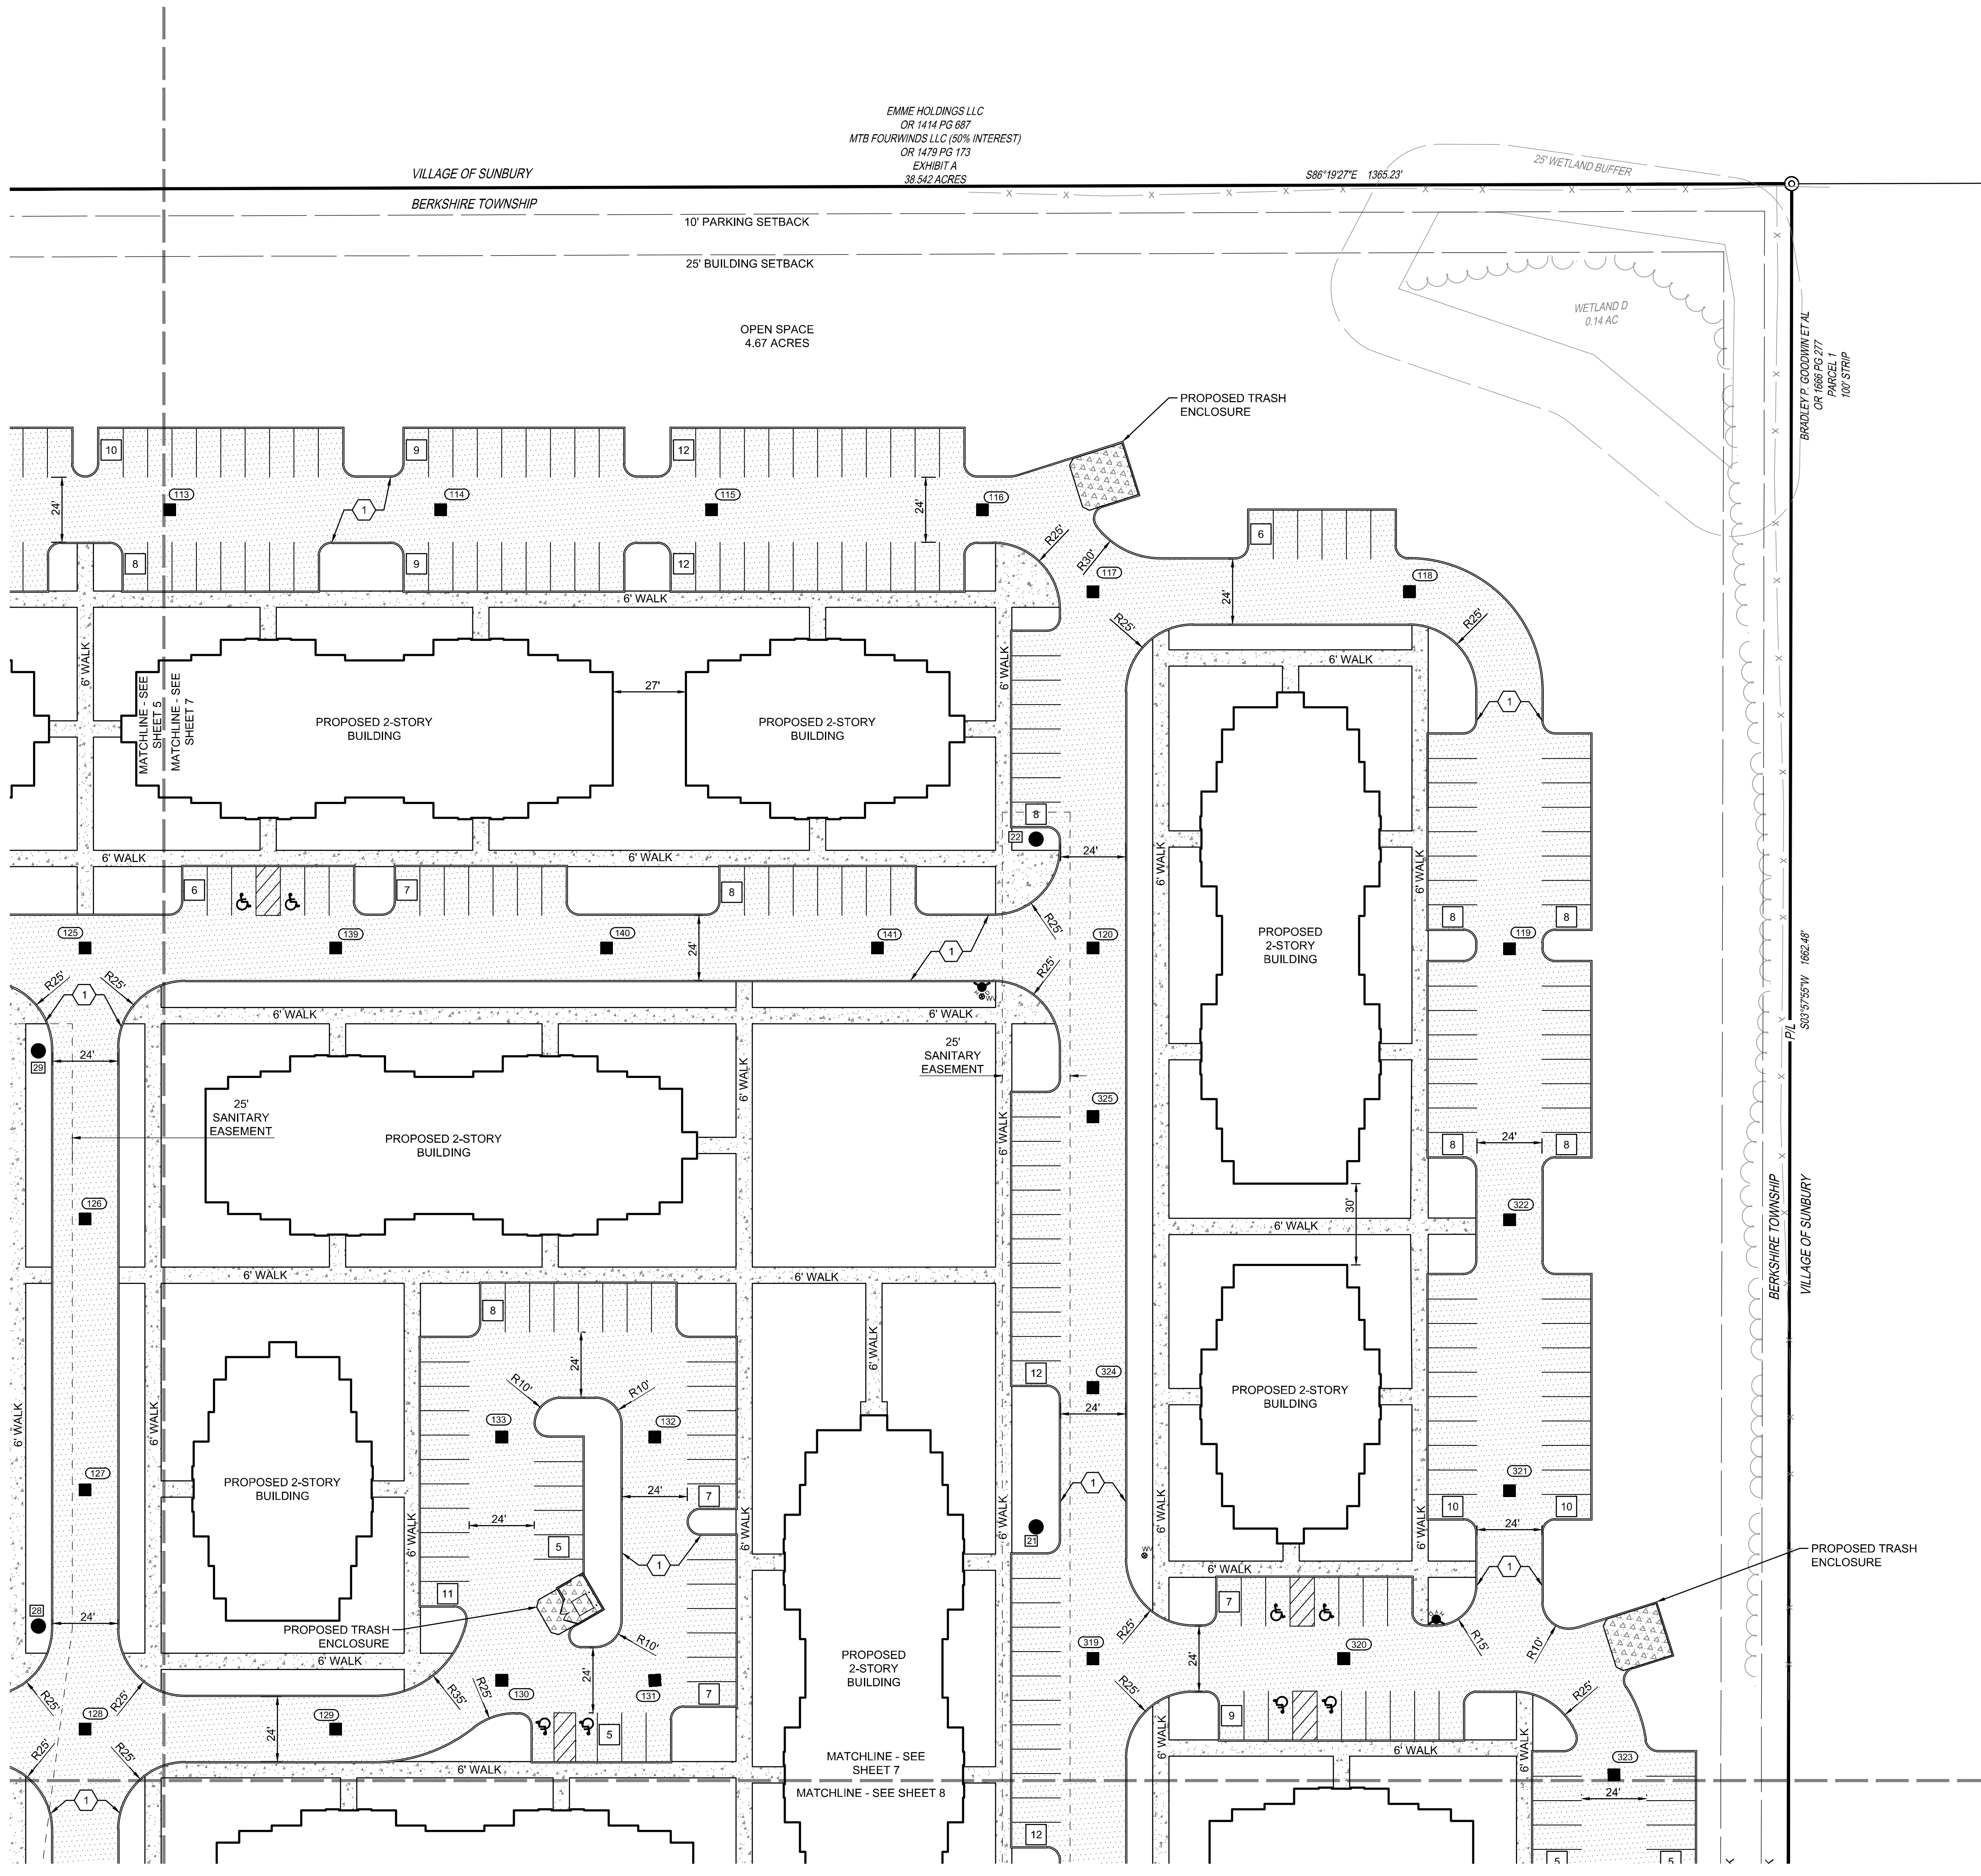 EMME HOLDINGS LLC
OR 1414 PG 687
MTB FOURWINDS LLC (50% INTEREST)
OR 1479 PG 173
EXHIBIT A
38.542 ACRES
VILLAGE OF SUNBURY
BERKSHIRE TOWNSHIP
S86°19'27"E 1365.23'
25' WETLAND BUFFER
10' PARKING SETBACK
25' BUILDING SETBACK
WETLAND D
0.14 AC
OPEN SPACE
4.67 ACRES
BRADLEY P. GOODWIN ET AL
OR 1666 PG 277
PARCEL 1
100' STRIP
PROPOSED TRASH
ENCLOSURE
10
9
12
113
114
115
116
24'
1
24'
8
9
12
R25'
R30'
6
117
118
24'
6' WALK
R25'
R25'
6' WALK
6' WALK
6' WALK
27'
MATCHLINE - SEE
SHEET 5
MATCHLINE - SEE
SHEET 7
PROPOSED 2-STORY
BUILDING
PROPOSED 2-STORY
BUILDING
1
8
22
24'
6' WALK
6' WALK
6' WALK
6' WALK
6
7
8
R25'
8
8
PROPOSED
2-STORY
BUILDING
125
139
140
141
120
119
24'
1
R25'
R25'
R25'
1
WV
6' WALK
6' WALK
P/L
S03°57'55"W 1662.48'
29
24'
25'
SANITARY
EASEMENT
6' WALK
25'
SANITARY
EASEMENT
325
6' WALK
PROPOSED 2-STORY
BUILDING
8
24'
8
126
322
30'
6' WALK
6' WALK
6' WALK
BERKSHIRE TOWNSHIP
VILLAGE OF SUNBURY
8
24'
6' WALK
12
324
24'
R10'
R10'
133
132
PROPOSED 2-STORY
BUILDING
6' WALK
6' WALK
127
PROPOSED 2-STORY
BUILDING
6' WALK
24'
24'
7
6' WALK
6' WALK
1
6' WALK
6' WALK
321
10
10
24'
5
1
21
WV
1
PROPOSED TRASH
ENCLOSURE
6' WALK
11
28
24'
PROPOSED TRASH
ENCLOSURE
R10'
7
R25'
R15'
R10'
319
320
24'
6' WALK
R25'
R25'
R35'
R25'
130
131
24'
7
PROPOSED
2-STORY
BUILDING
R25'
R25'
128
129
24'
5
9
R25'
R25'
6' WALK
6' WALK
6' WALK
6' WALK
323
24'
MATCHLINE - SEE
SHEET 7
MATCHLINE - SEE SHEET 8
1
12
5
5